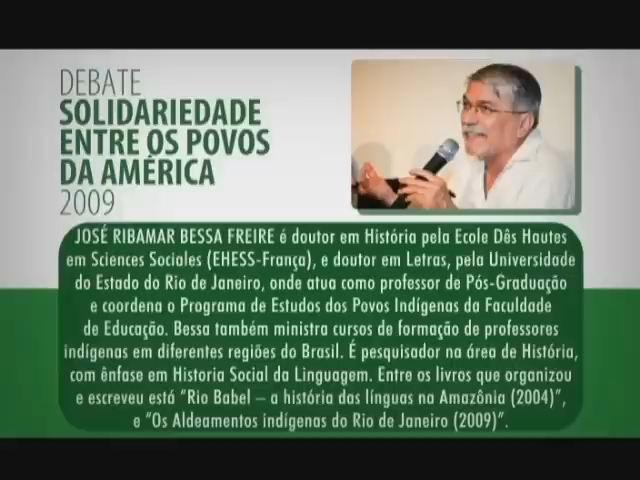 DEBATE
SOLIDARIEDADE
ENTRE OS POVOS
DA AMÉRICA
2009
JOSÉ RIBAMAR BESSA FREIRE é doutor em História pela Ecole Dês Hautes
em Sciences Sociales (EHESS-França), e doutor em Letras, pela Universidade
do Estado do Rio de Janeiro, onde atua como professor de Pós-Graduação
e coordena o Programa de Estudos dos Povos Indígenas da Faculdade
de Educação. Bessa também ministra cursos de formação de professores
indígenas em diferentes regiões do Brasil. É pesquisador na área de História,
com ênfase em Historia Social da Linguagem. Entre os livros que organizou
e escreveu está “Rio Babel – a história das línguas na Amazônia (2004)”,
e “Os Aldeamentos indígenas do Rio de Janeiro (2009)”.